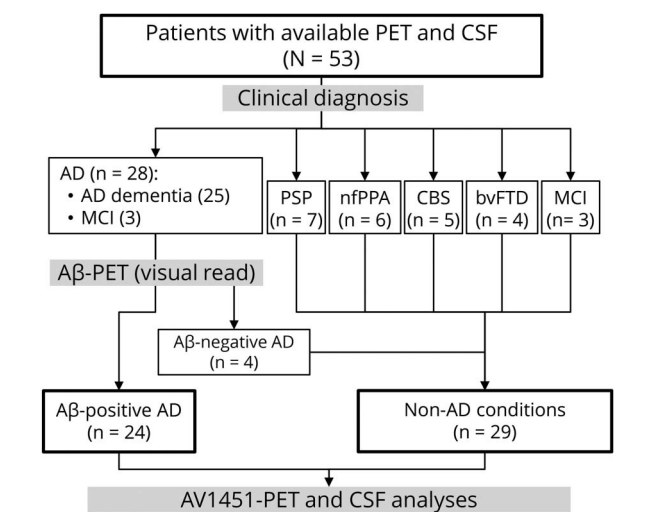 Patients with available PET and CSF
(N = 53)
Clinical diagnosis
AD (n = 28):
• AD dementia (25)
• MCI (3)
PSP
(n = 7)
nfPPA
(n = 6)
CBS
(n = 5)
bvFTD
(n = 4)
MCI
(n= 3)
Aβ-PET (visual read)
Aβ-negative AD
(n = 4)
Aβ-positive AD
(n = 24)
Non-AD conditions
(n = 29)
AV1451-PET and CSF analyses